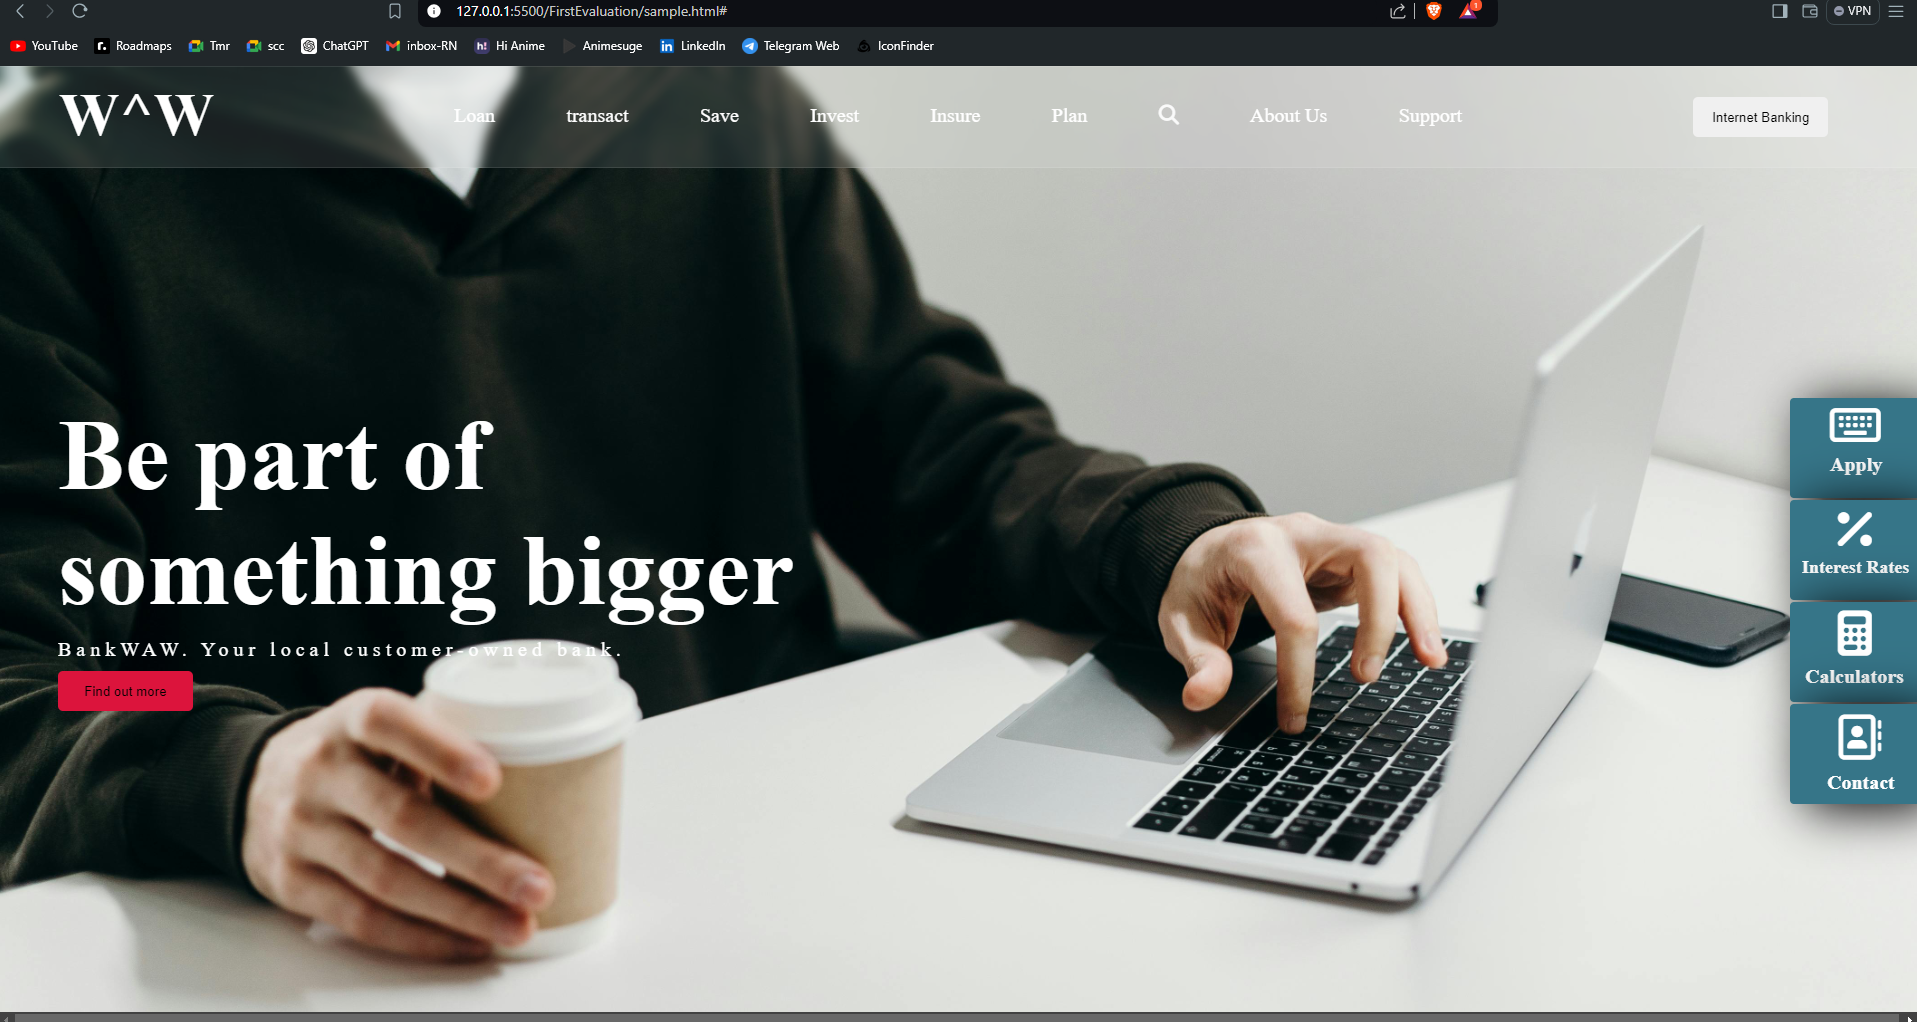 127.0.0.1:5500/FirstEvaluation/sample.html#
VPN
YouTube Roadmaps Tmr scc ChatGPT inbox-RN Hi Anime Animesuge LinkedIn Telegram Web IconFinder
W^W Loan transact Save Invest Insure Plan About Us Support Internet Banking
Be part of
something bigger
BankWAW. Your local customer-owned bank.
Find out more
Apply
Interest Rates
Calculators
Contact